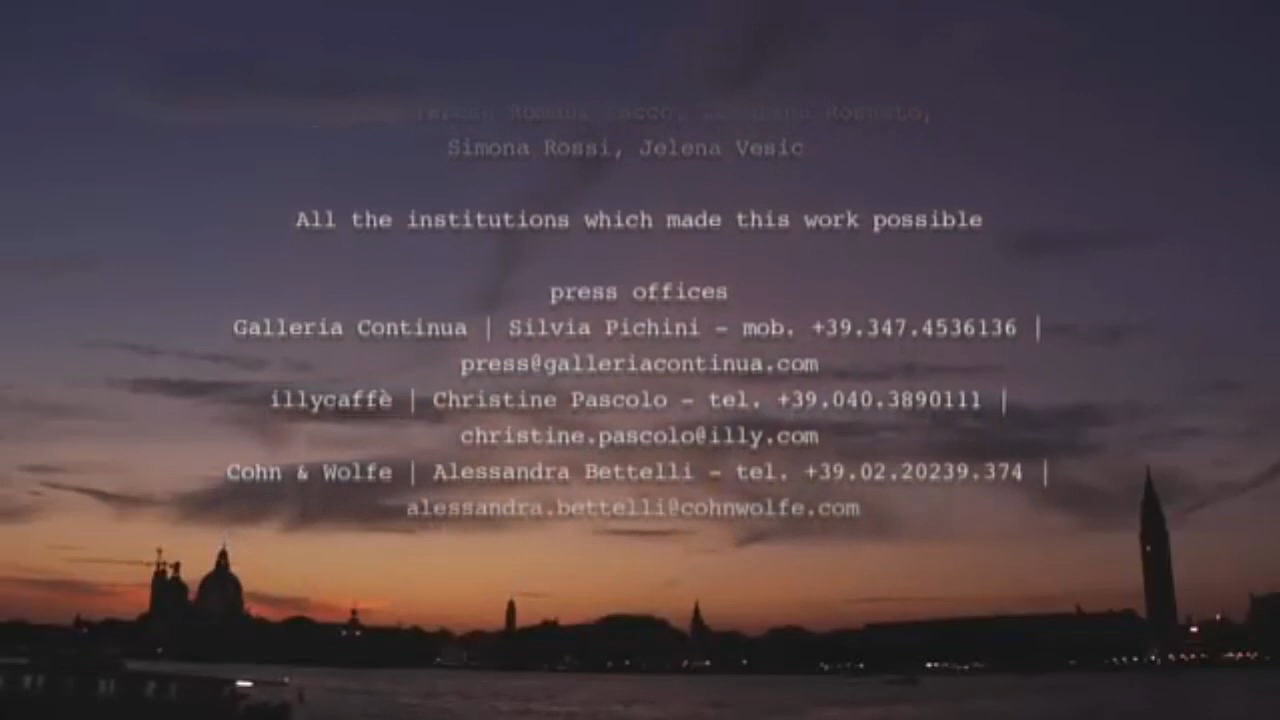 Simona Rossi, Jelena Vesic
All the institutions which made this work possible
press offices
Galleria Continua | Silvia Pichini - mob. +39.347.4536136 |
press@galleriacontinua.com
illycaffè | Christine Pascolo - tel. +39.040.3890111 |
christine.pascolo@illy.com
Cohn & Wolfe | Alessandra Bettelli - tel. +39.02.20239.374 |
alessandra.bettelli@cohnwolfe.com